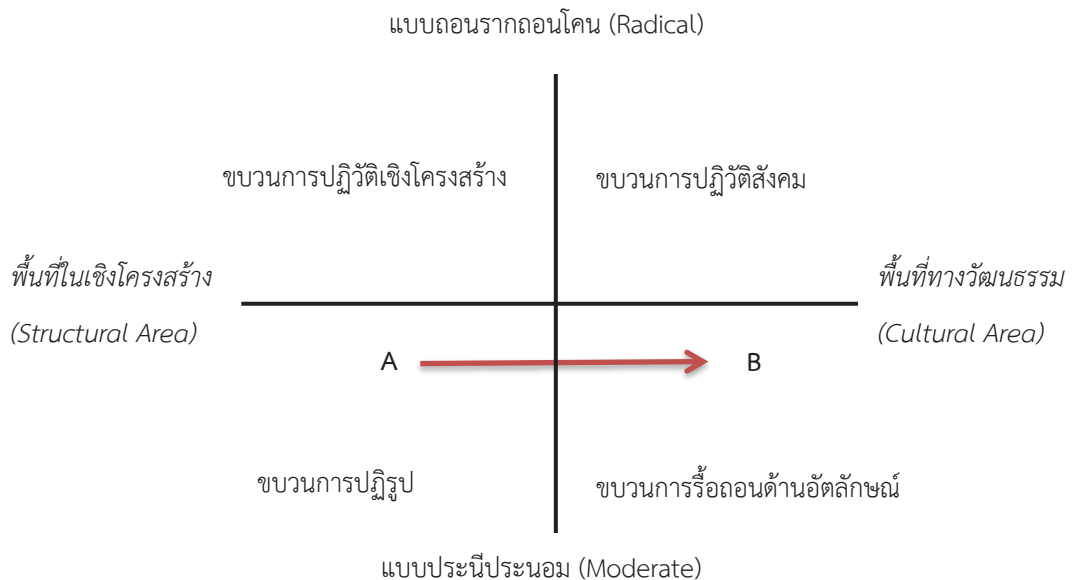 แบบถอนรากถอนโคน (Radical)
ขบวนการปฏิวัติเชิงโครงสร้าง
ขบวนการปฏิวัติสังคม
พื้นที่ในเชิงโครงสร้าง
(Structural Area)
พื้นที่ทางวัฒนธรรม
(Cultural Area)
A
B
ขบวนการปฏิรูป
ขบวนการรื้อถอนด้านอัตลักษณ์
แบบประนีประนอม (Moderate)